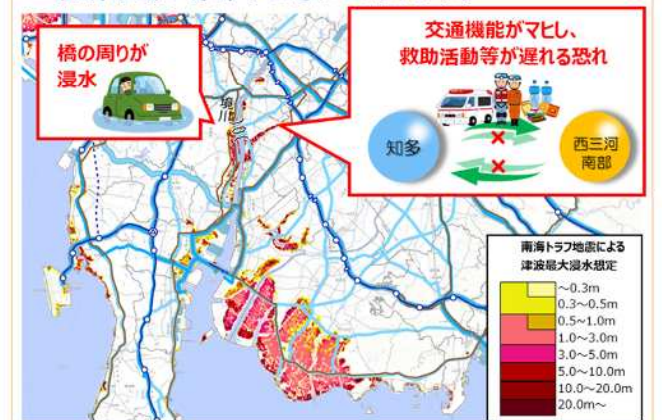 橋の周りが
浸水
交通機能がマヒし、
救助活動等が遅れる恐れ
境川
知多
西三河
南部
南海トラフ地震による
津波最大浸水想定
～0.3m
0.3～0.5m
0.5～1.0m
1.0～3.0m
3.0～5.0m
5.0～10.0m
10.0～20.0m
20.0m～